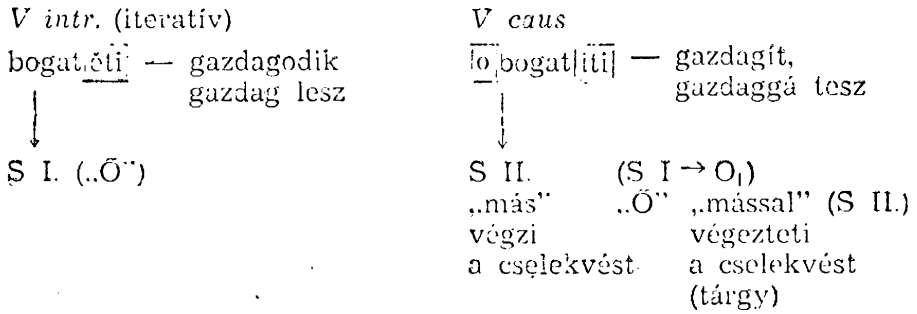 V intr. (iteratív) V caus
bogat|ěti| — gazdagodik |o|bogat|iti| — gazdagít,
gazdag lesz gazdaggá tesz
S I. („Ő”) S II. (S I → O₁)
„más” „Ő” „mással” (S II.)
végzi végezteti
a cselekvést a cselekvést
(tárgy)